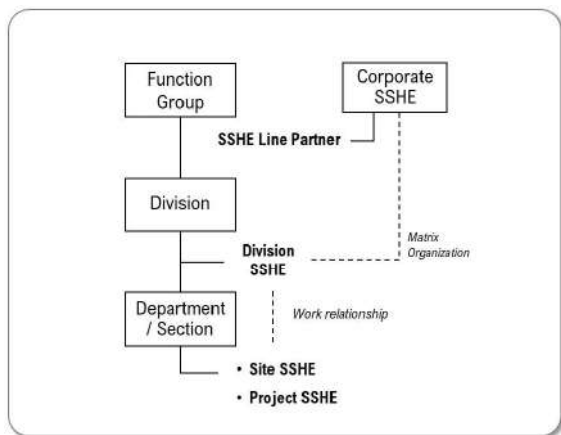 Function
Group
Corporate
SSHE
SSHE Line Partner
Division
Matrix
Organization
Division
SSHE
Department
/ Section
Work relationship
• Site SSHE
• Project SSHE